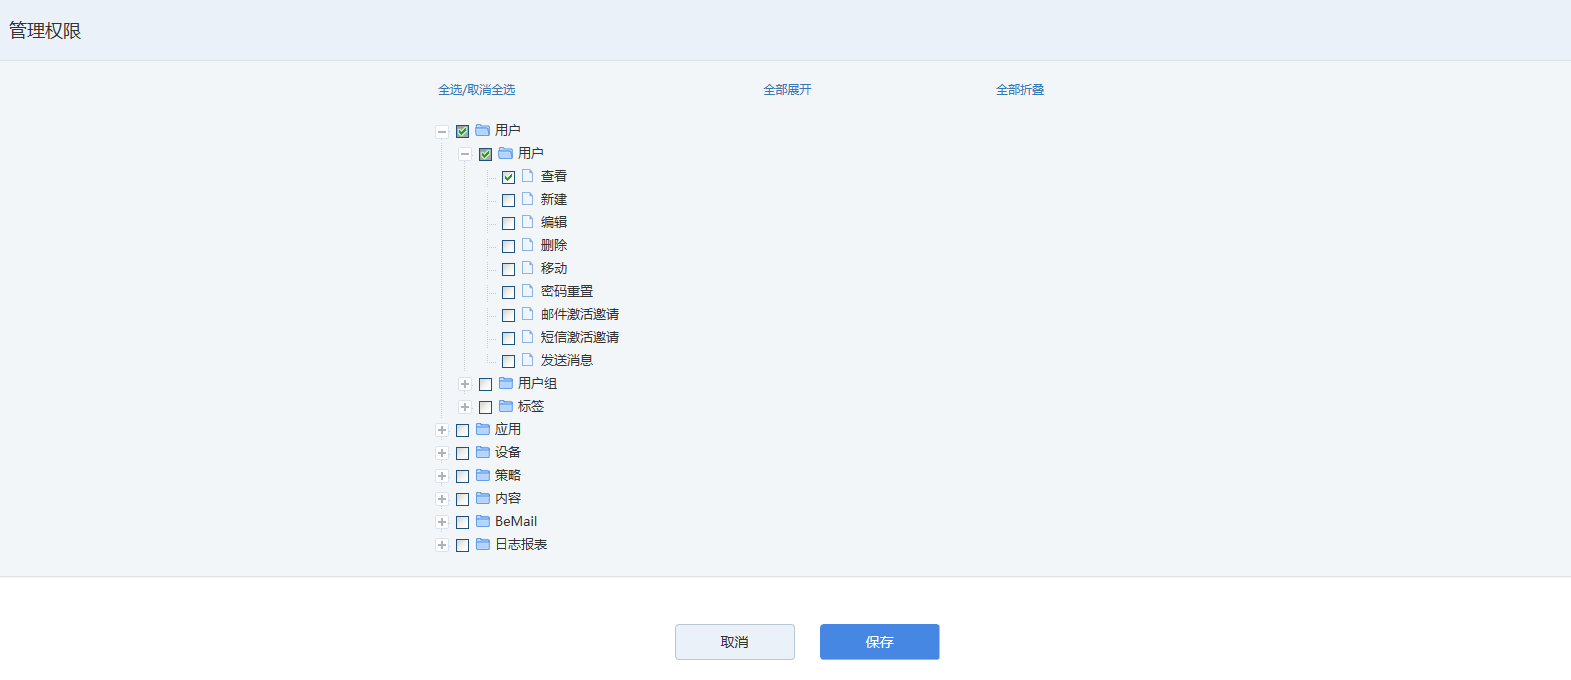 管理权限
全选/取消全选 全部展开 全部折叠
用户
用户
查看
新建
编辑
删除
移动
密码重置
邮件激活邀请
短信激活邀请
发送消息
用户组
标签
应用
设备
策略
内容
BeMail
日志报表
取消 保存